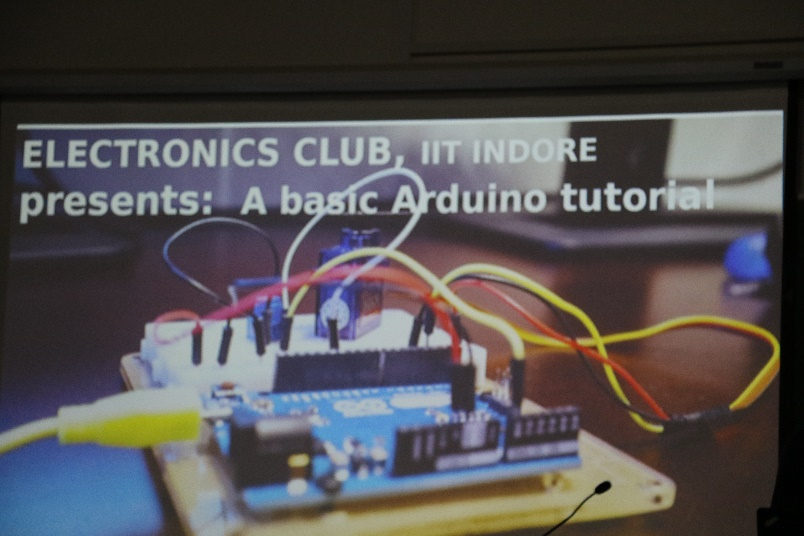 ELECTRONICS CLUB, IIT INDORE
presents: A basic Arduino tutorial